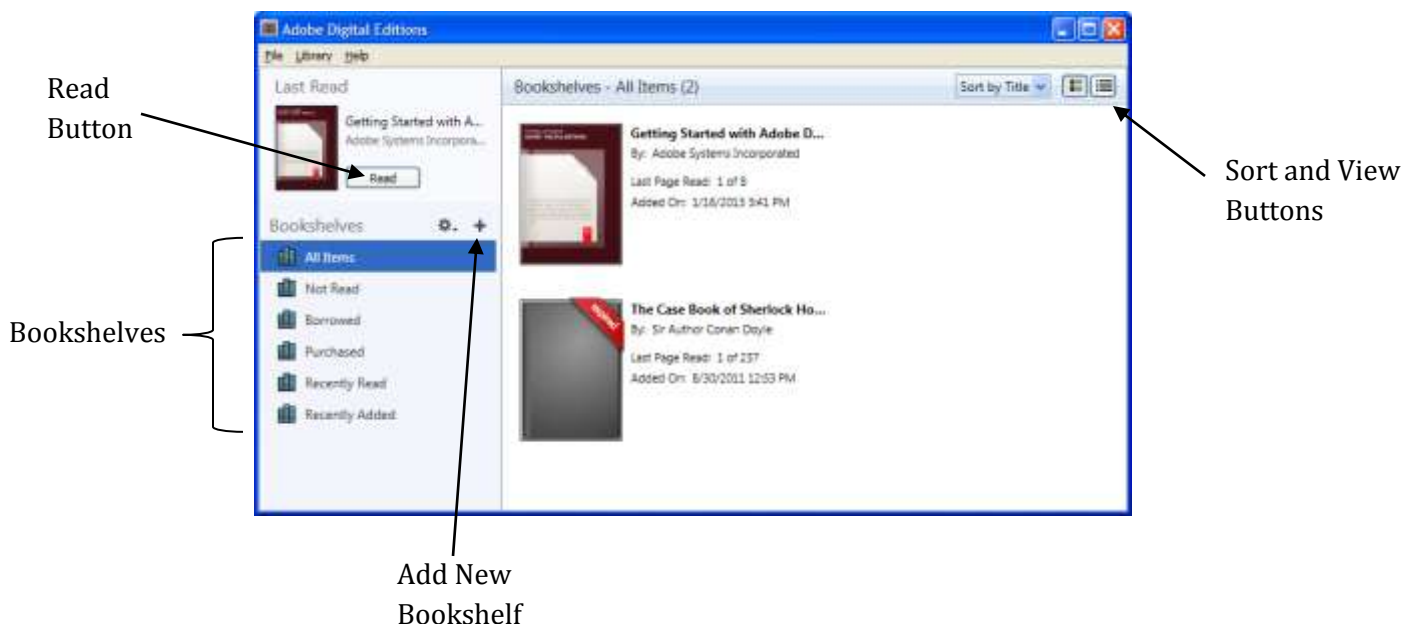 Adobe Digital Editions
File Library Help
Read
Button
Last Read
Getting Started with A...
Adobe Systems Incorpora...
Read
Bookshelves
All Items
Not Read
Borrowed
Purchased
Recently Read
Recently Added
Bookshelves
Add New
Bookshelf
Bookshelves - All Items (2)
Sort by Title
Getting Started with Adobe D...
By: Adobe Systems Incorporated
Last Page Read: 1 of 9
Added On: 1/16/2013 3:41 PM
The Case Book of Sherlock Ho...
By: Sir Author Conan Doyle
Last Page Read: 1 of 237
Added On: 8/30/2011 12:53 PM
Sort and View
Buttons